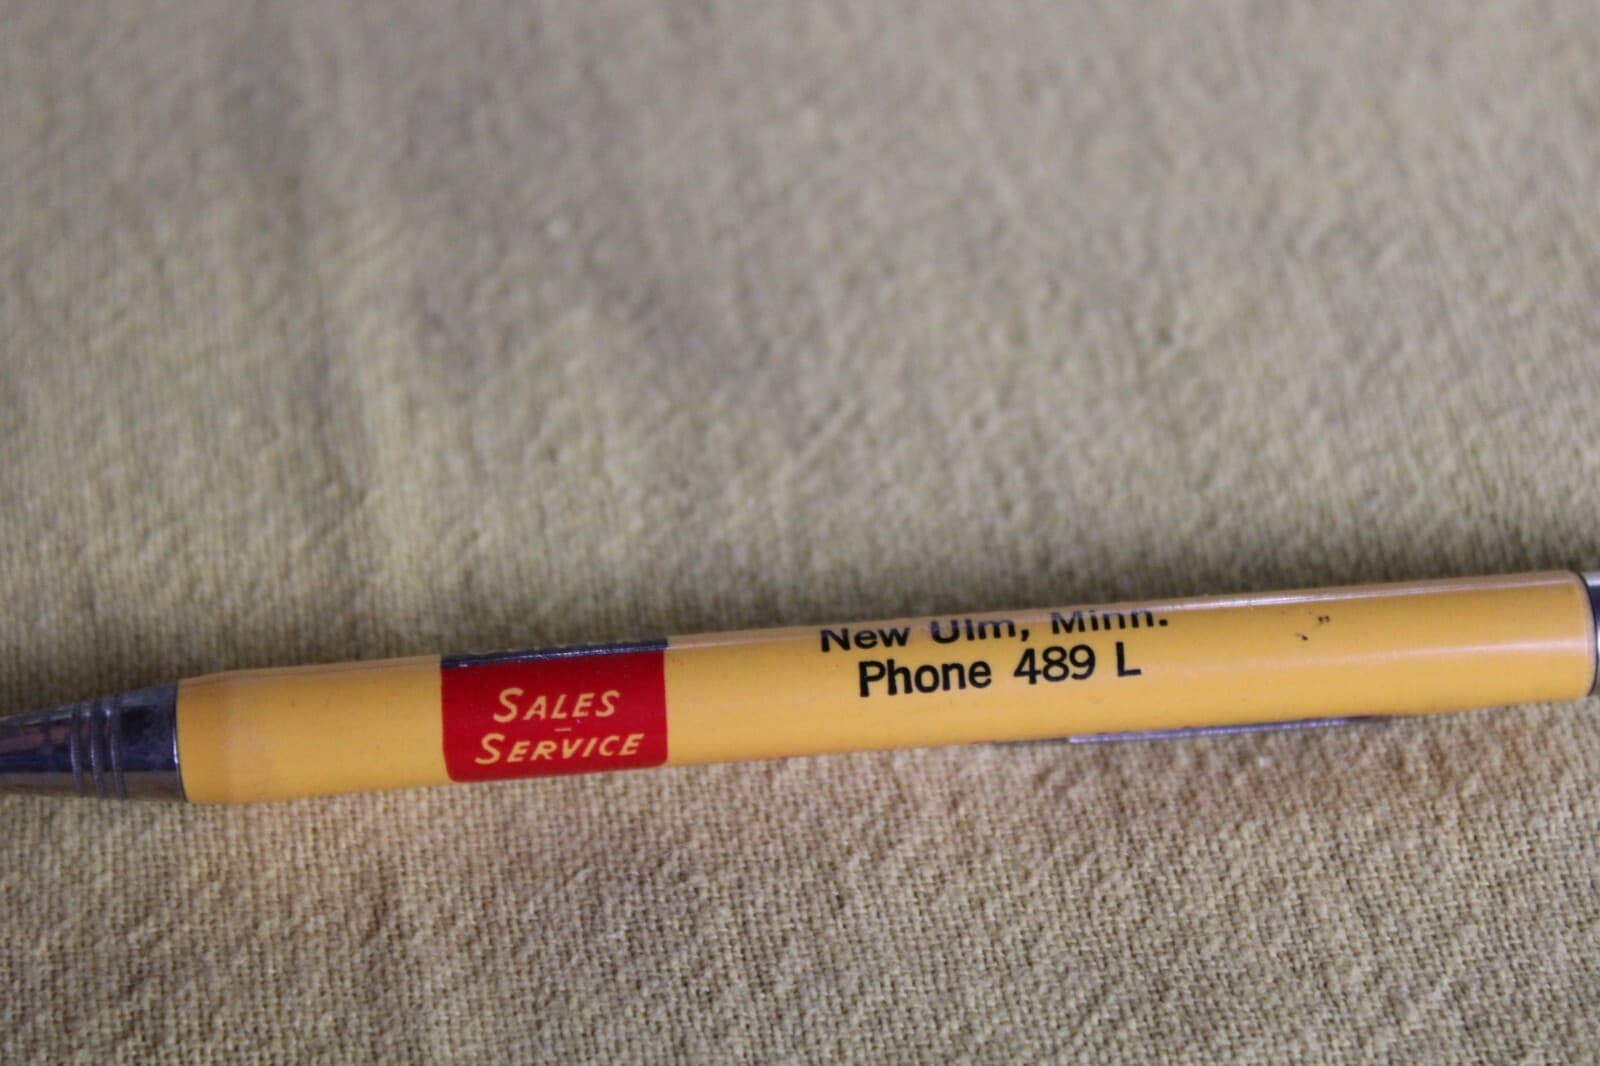 SALES
-
SERVICE
New Ulm, Minn.
Phone 489 L